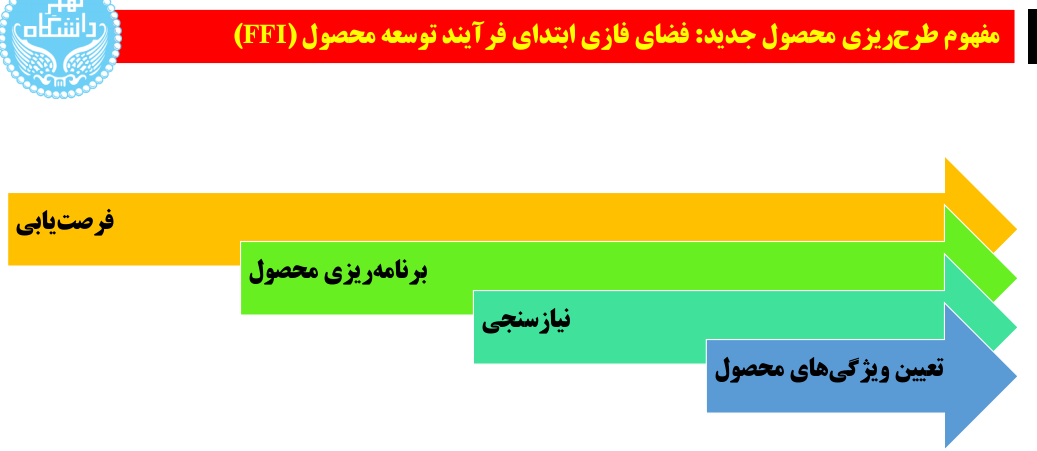 دانشگاه
مفهوم طرح‌ریزی محصول جدید: فضای فازی ابتدای فرآیند توسعه محصول (FFI)
فرصت‌یابی
برنامه‌ریزی محصول
نیازسنجی
تعیین ویژگی‌های محصول